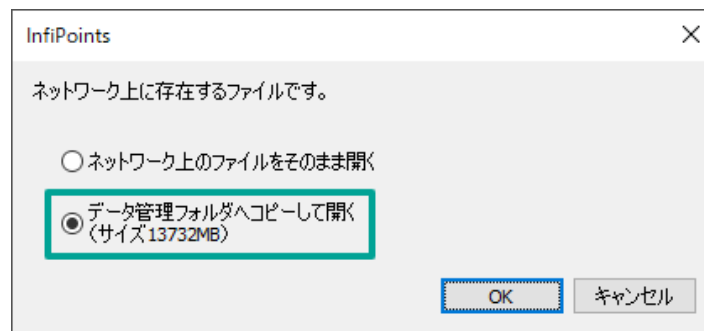 InfiPoints
ネットワーク上に存在するファイルです。
ネットワーク上のファイルをそのまま開く
データ管理フォルダへコピーして開く
(サイズ13732MB)
OK
キャンセル